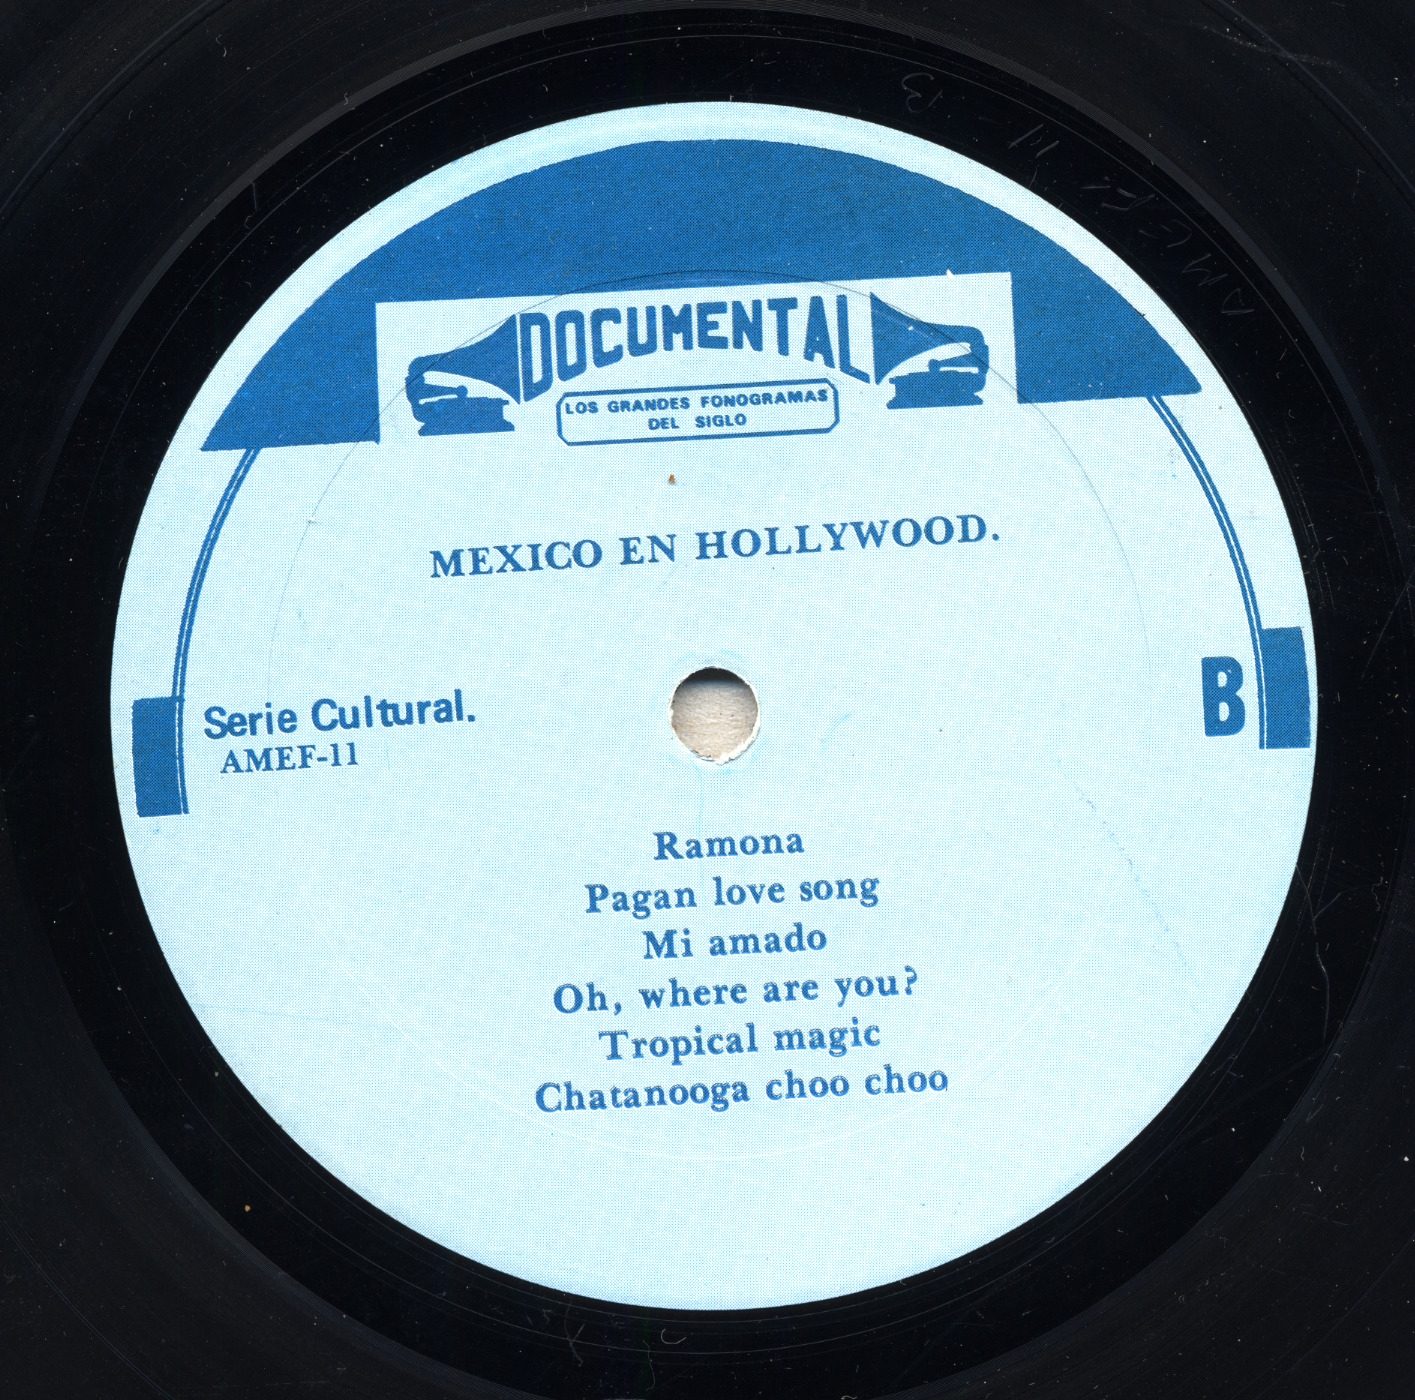 DOCUMENTAL
LOS GRANDES FONOGRAMAS
DEL SIGLO
MEXICO EN HOLLYWOOD.
Serie Cultural.
AMEF-11
B
Ramona
Pagan love song
Mi amado
Oh, where are you?
Tropical magic
Chatanooga choo choo